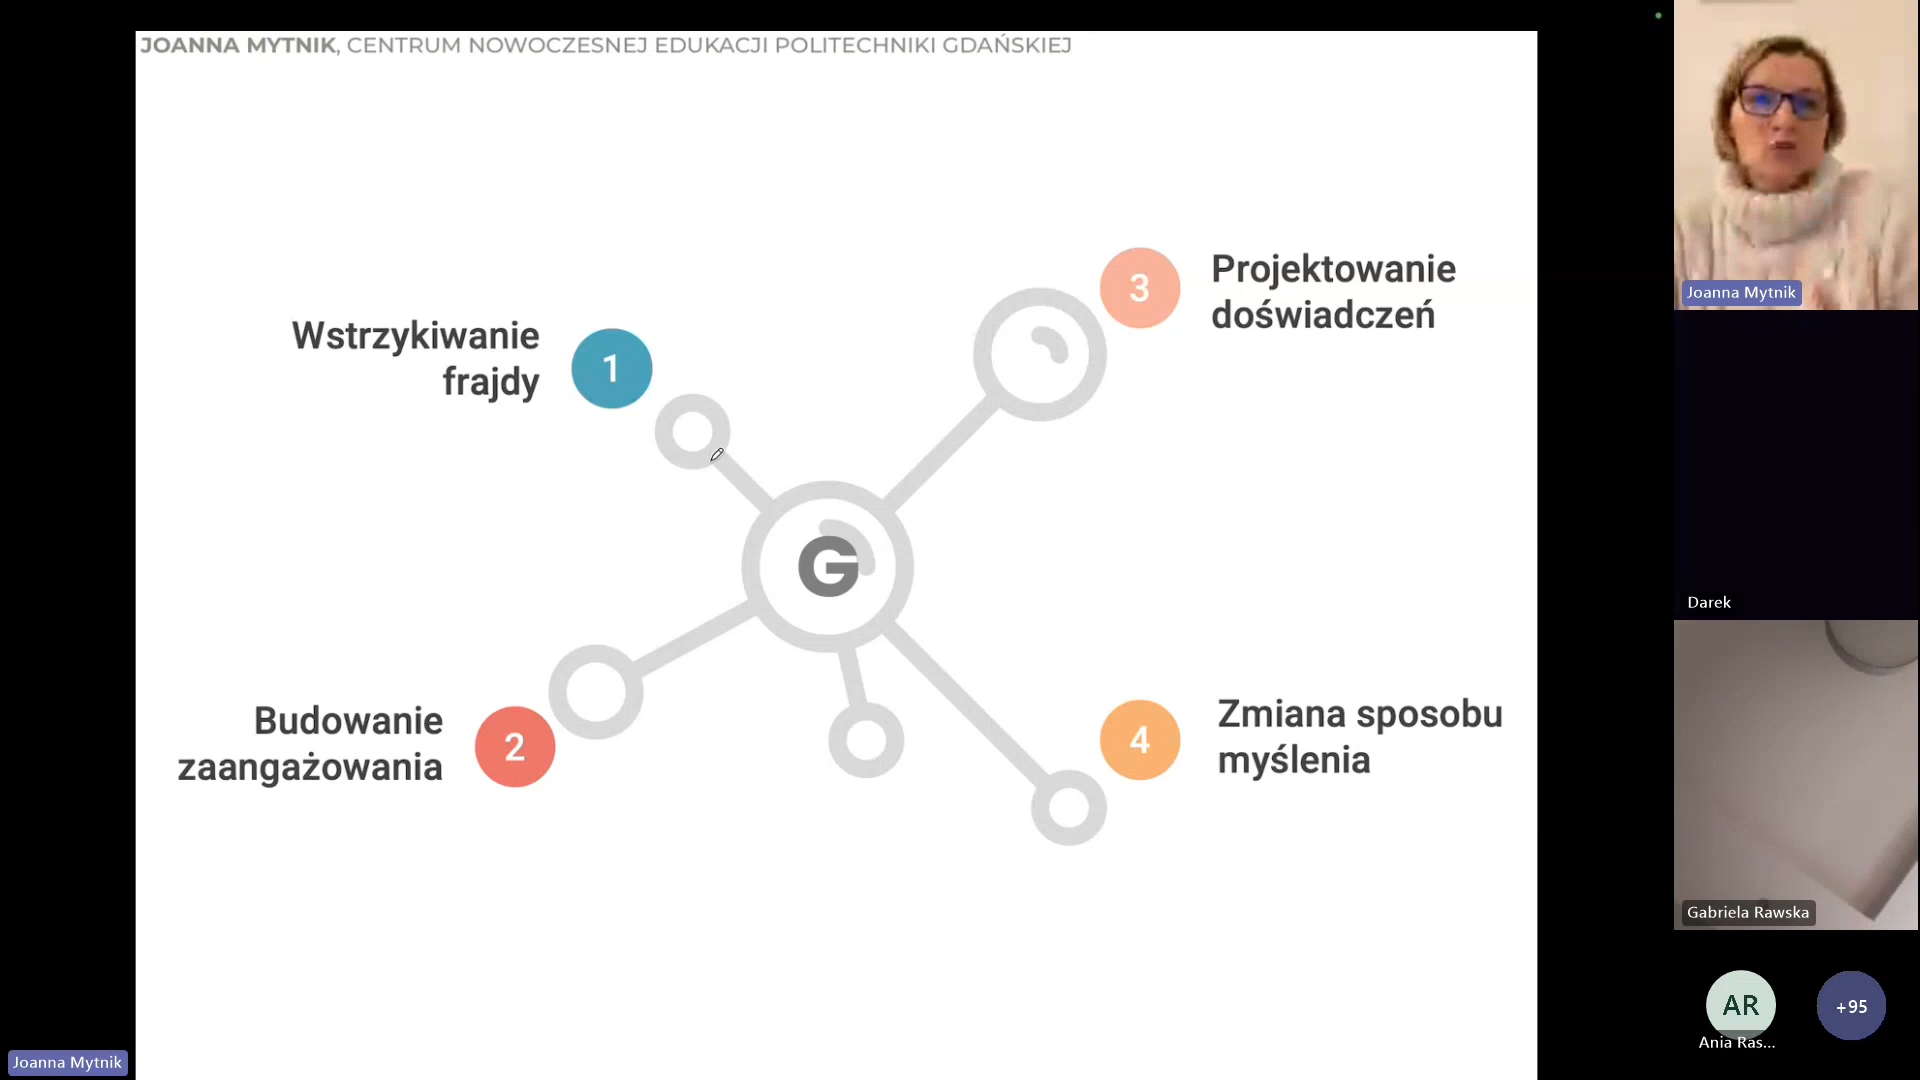 JOANNA MYTNIK, CENTRUM NOWOCZESNEJ EDUKACJI POLITECHNIKI GDAŃSKIEJ
Wstrzykiwanie
frajdy
1
3
Projektowanie
doświadczeń
G
Budowanie
zaangażowania
2
4
Zmiana sposobu
myślenia
Joanna Mytnik
Joanna Mytnik
Darek
Gabriela Rawska
AR
+95
Ania Ras...